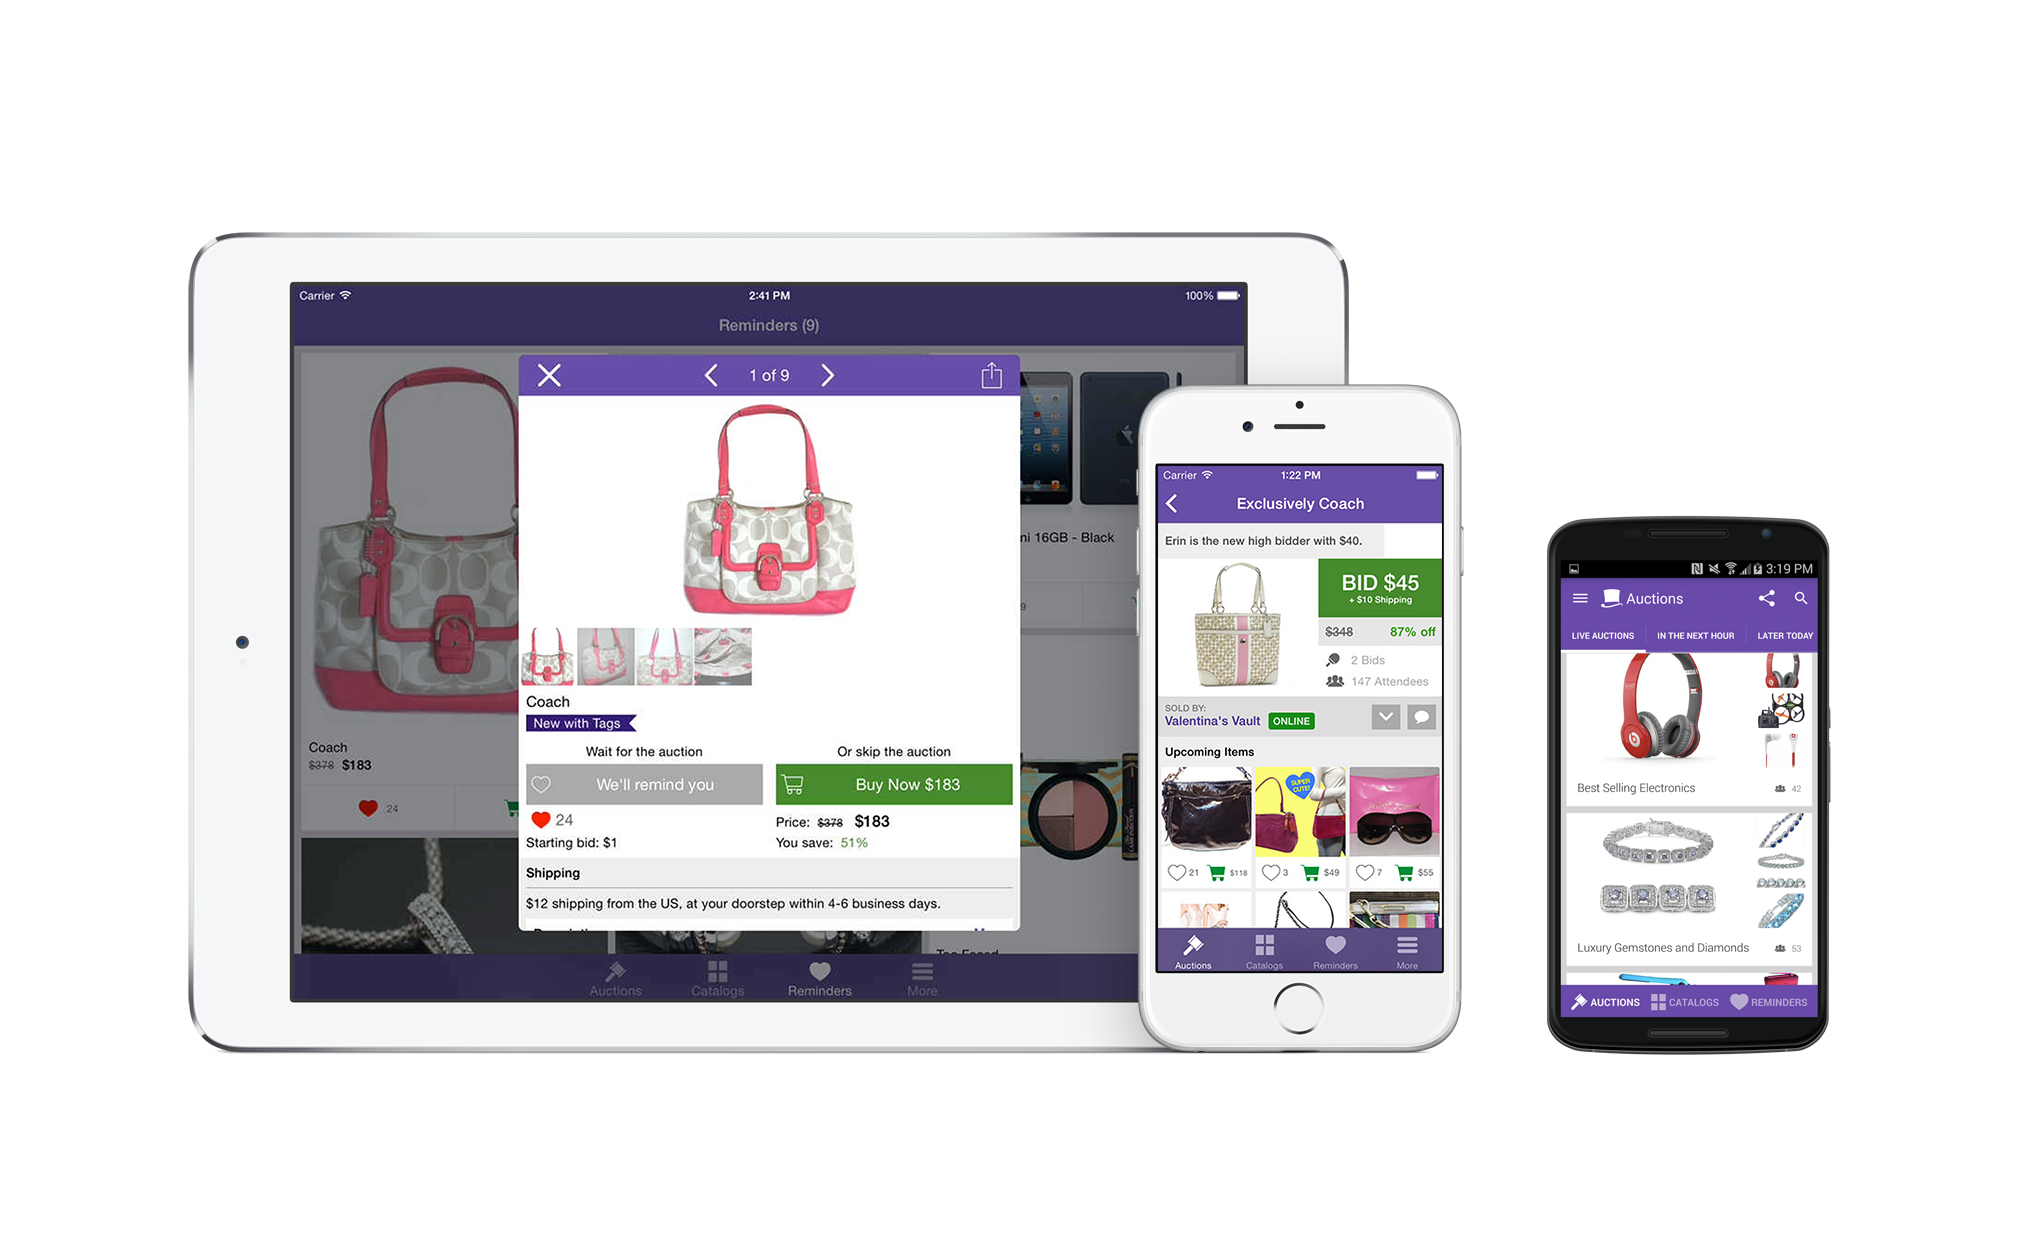 Carrier
2:41 PM
100%
Reminders (9)
1 of 9
Coach
New with Tags
Wait for the auction
We'll remind you
24
Starting bid: $1
Or skip the auction
Buy Now $183
Price: $378 $183
You save: 51%
Shipping
$12 shipping from the US, at your doorstep within 4-6 business days.
Coach
$378 $183
24
ni 16GB - Black
9
Auctions
Catalogs
Reminders
More
Carrier
1:22 PM
Exclusively Coach
Erin is the new high bidder with $40.
BID $45
+ $10 Shipping
$348 87% off
2 Bids
147 Attendees
SOLD BY:
Valentina's Vault ONLINE
Upcoming Items
SUPER
CUTE!
21 $118
3 $49
7 $55
Auctions
Catalogs
Reminders
More
3:19 PM
Auctions
LIVE AUCTIONS IN THE NEXT HOUR LATER TODAY
Best Selling Electronics 42
Luxury Gemstones and Diamonds 53
AUCTIONS CATALOGS REMINDERS